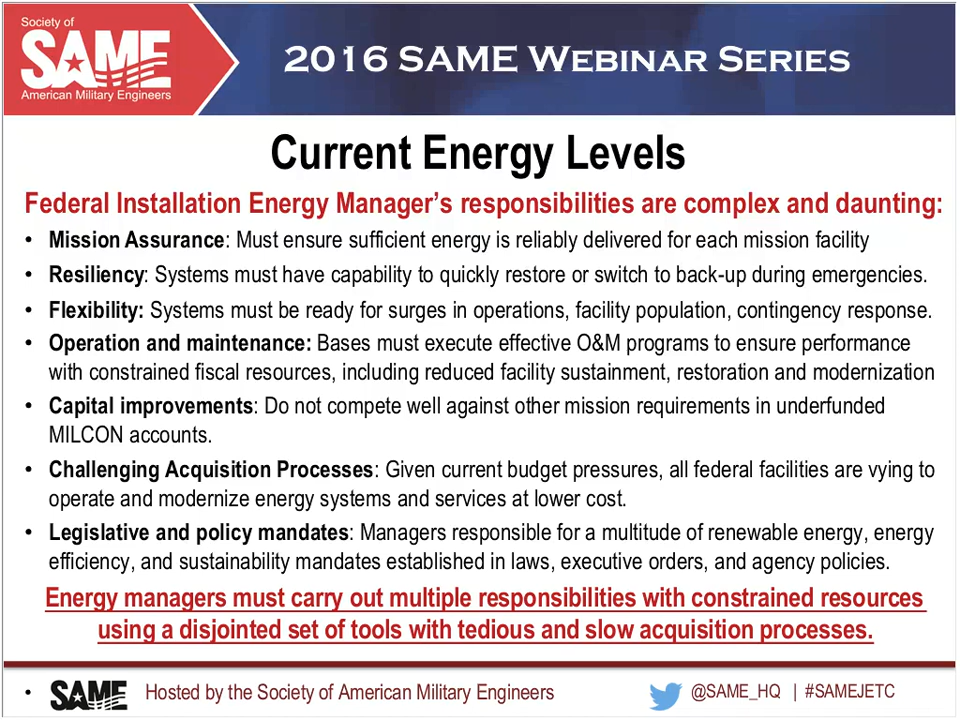 Society of
SAME
American Military Engineers
2016 SAME Webinar Series
Current Energy Levels
Federal Installation Energy Manager’s responsibilities are complex and daunting:
• Mission Assurance: Must ensure sufficient energy is reliably delivered for each mission facility
• Resiliency: Systems must have capability to quickly restore or switch to back-up during emergencies.
• Flexibility: Systems must be ready for surges in operations, facility population, contingency response.
• Operation and maintenance: Bases must execute effective O&M programs to ensure performance
with constrained fiscal resources, including reduced facility sustainment, restoration and modernization
• Capital improvements: Do not compete well against other mission requirements in underfunded
MILCON accounts.
• Challenging Acquisition Processes: Given current budget pressures, all federal facilities are vying to
operate and modernize energy systems and services at lower cost.
• Legislative and policy mandates: Managers responsible for a multitude of renewable energy, energy
efficiency, and sustainability mandates established in laws, executive orders, and agency policies.
Energy managers must carry out multiple responsibilities with constrained resources
using a disjointed set of tools with tedious and slow acquisition processes.
• SAME Hosted by the Society of American Military Engineers @SAME_HQ | #SAMEJETC